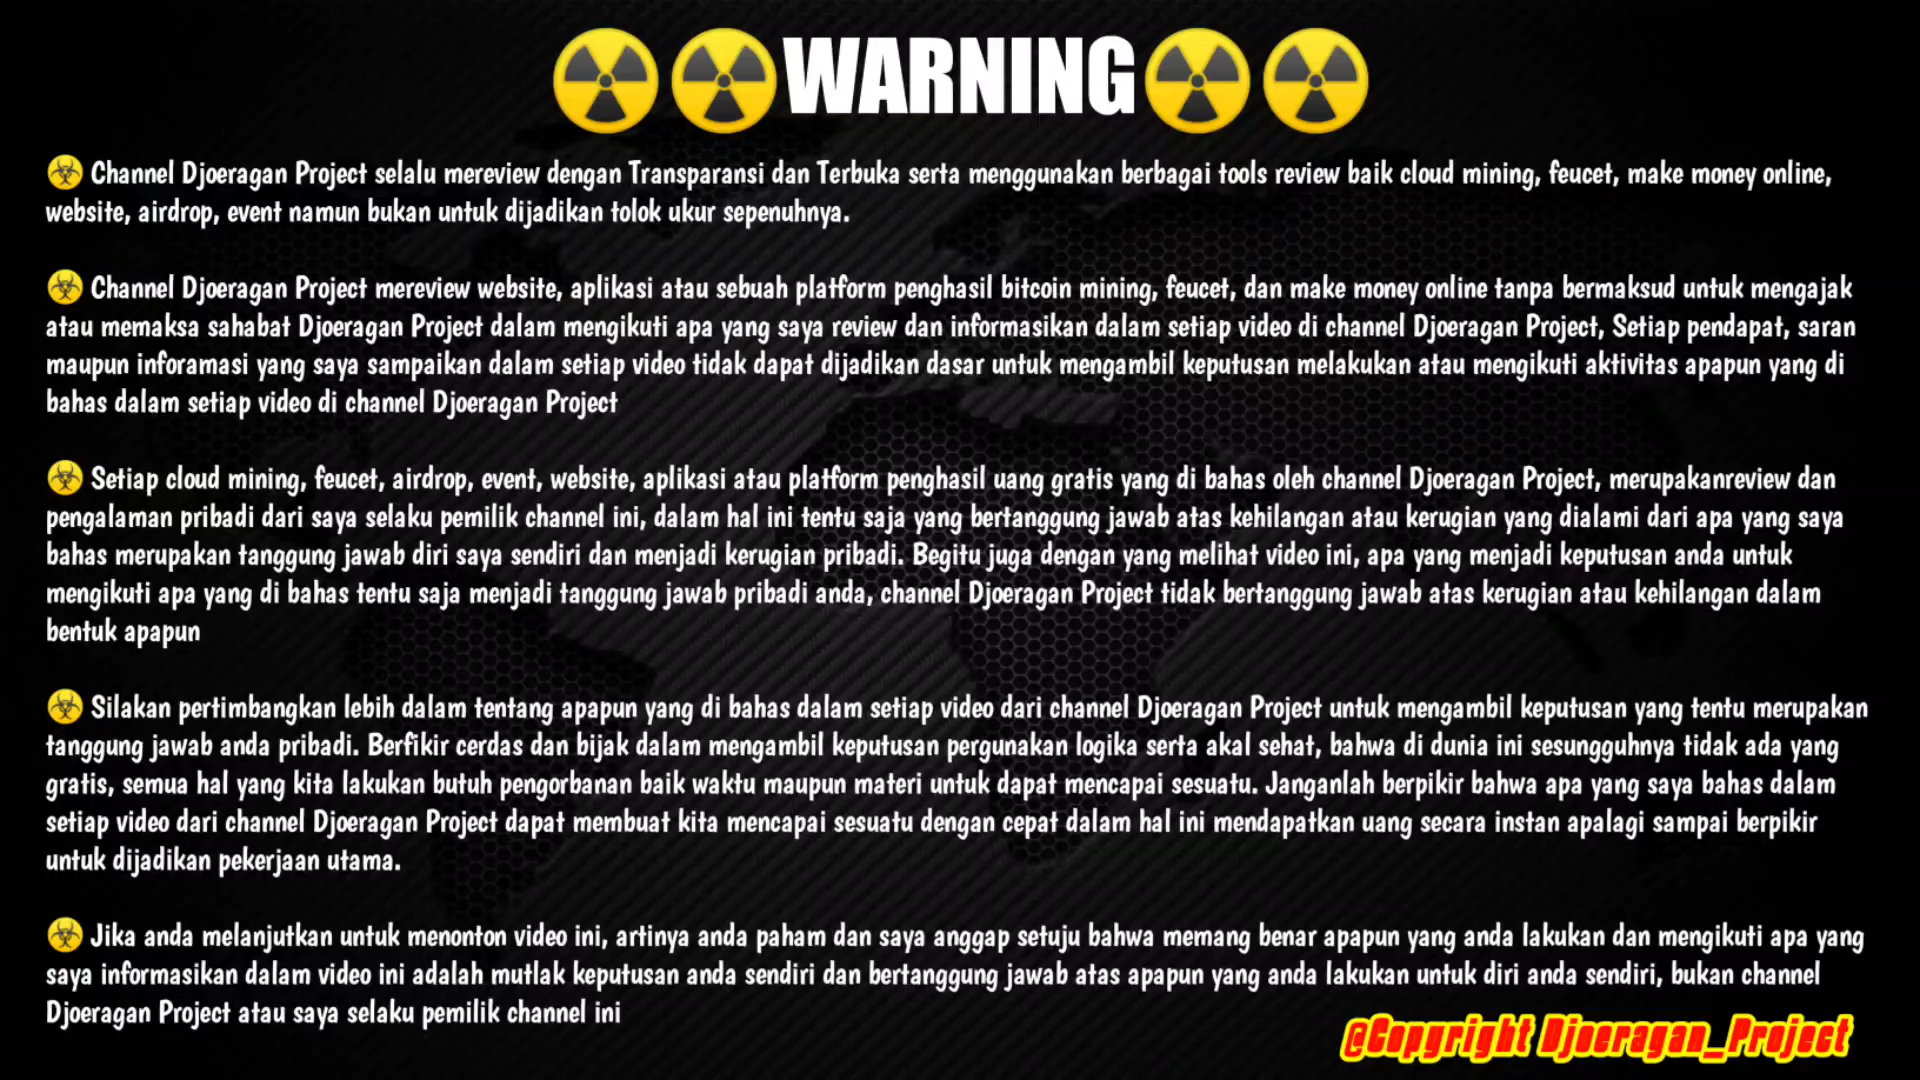 ☢☢WARNING☢☢
☣ Channel Djoeragan Project selalu mereview dengan Transparansi dan Terbuka serta menggunakan berbagai tools review baik cloud mining, feucet, make money online,
website, airdrop, event namun bukan untuk dijadikan tolok ukur sepenuhnya.
☣ Channel Djoeragan Project mereview website, aplikasi atau sebuah platform penghasil bitcoin mining, feucet, dan make money online tanpa bermaksud untuk mengajak
atau memaksa sahabat Djoeragan Project dalam mengikuti apa yang saya review dan informasikan dalam setiap video di channel Djoeragan Project, Setiap pendapat, saran
maupun inforamasi yang saya sampaikan dalam setiap video tidak dapat dijadikan dasar untuk mengambil keputusan melakukan atau mengikuti aktivitas apapun yang di
bahas dalam setiap video di channel Djoeragan Project
☣ Setiap cloud mining, feucet, airdrop, event, website, aplikasi atau platform penghasil uang gratis yang di bahas oleh channel Djoeragan Project, merupakanreview dan
pengalaman pribadi dari saya selaku pemilik channel ini, dalam hal ini tentu saja yang bertanggung jawab atas kehilangan atau kerugian yang dialami dari apa yang saya
bahas merupakan tanggung jawab diri saya sendiri dan menjadi kerugian pribadi. Begitu juga dengan yang melihat video ini, apa yang menjadi keputusan anda untuk
mengikuti apa yang di bahas tentu saja menjadi tanggung jawab pribadi anda, channel Djoeragan Project tidak bertanggung jawab atas kerugian atau kehilangan dalam
bentuk apapun
☣ Silakan pertimbangkan lebih dalam tentang apapun yang di bahas dalam setiap video dari channel Djoeragan Project untuk mengambil keputusan yang tentu merupakan
tanggung jawab anda pribadi. Berfikir cerdas dan bijak dalam mengambil keputusan pergunakan logika serta akal sehat, bahwa di dunia ini sesungguhnya tidak ada yang
gratis, semua hal yang kita lakukan butuh pengorbanan baik waktu maupun materi untuk dapat mencapai sesuatu. Janganlah berpikir bahwa apa yang saya bahas dalam
setiap video dari channel Djoeragan Project dapat membuat kita mencapai sesuatu dengan cepat dalam hal ini mendapatkan uang secara instan apalagi sampai berpikir
untuk dijadikan pekerjaan utama.
☣ Jika anda melanjutkan untuk menonton video ini, artinya anda paham dan saya anggap setuju bahwa memang benar apapun yang anda lakukan dan mengikuti apa yang
saya informasikan dalam video ini adalah mutlak keputusan anda sendiri dan bertanggung jawab atas apapun yang anda lakukan untuk diri anda sendiri, bukan channel
Djoeragan Project atau saya selaku pemilik channel ini
@Copyright Djoeragan_Project